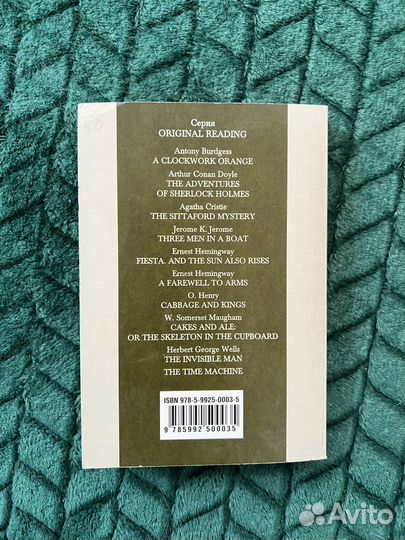 Серия
ORIGINAL READING
Antony Burdgess
A CLOCKWORK ORANGE
Arthur Conan Doyle
THE ADVENTURES
OF SHERLOCK HOLMES
Agatha Cristie
THE SITTAFORD MYSTERY
Jerome K. Jerome
THREE MEN IN A BOAT
Ernest Hemingway
FIESTA. AND THE SUN ALSO RISES
Ernest Hemingway
A FAREWELL TO ARMS
O. Henry
CABBAGE AND KINGS
W. Somerset Maugham
CAKES AND ALE:
OR THE SKELETON IN THE CUPBOARD
Herbert George Wells
THE INVISIBLE MAN
THE TIME MACHINE
ISBN 978-5-9925-0003-5
9 785992 500035
Avito